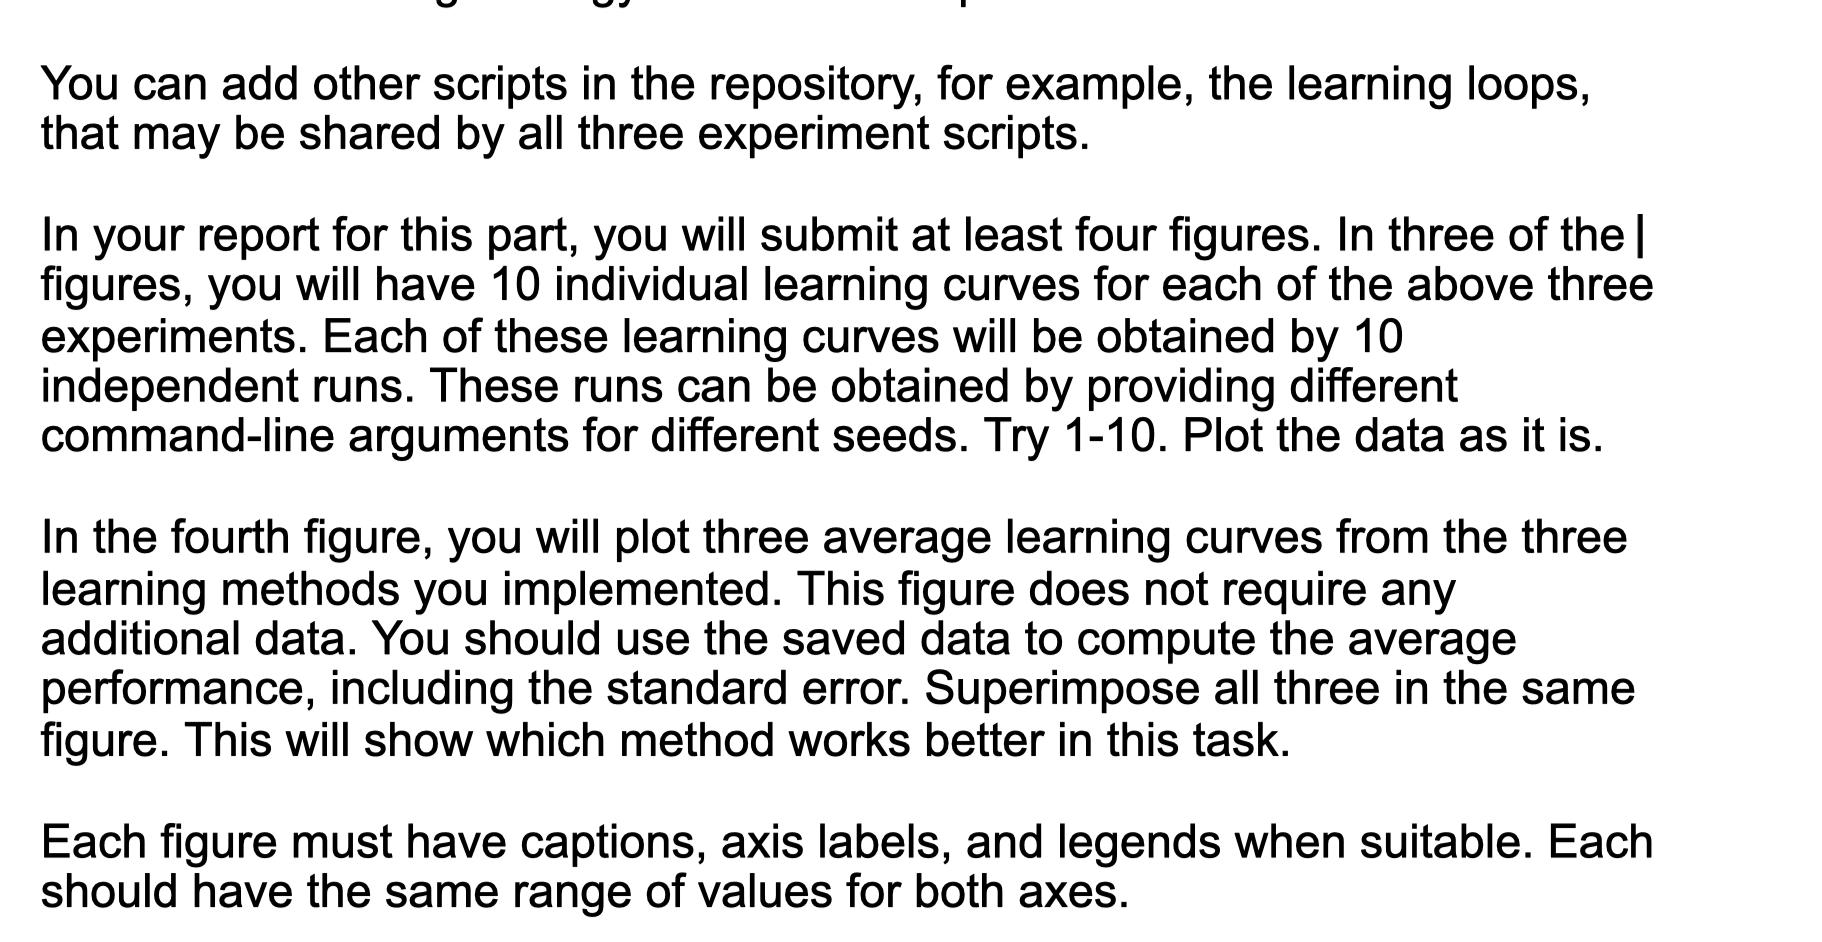 You can add other scripts in the repository, for example, the learning loops,
that may be shared by all three experiment scripts.
In your report for this part, you will submit at least four figures. In three of the
figures, you will have 10 individual learning curves for each of the above three
experiments. Each of these learning curves will be obtained by 10
independent runs. These runs can be obtained by providing different
command-line arguments for different seeds. Try 1-10. Plot the data as it is.
In the fourth figure, you will plot three average learning curves from the three
learning methods you implemented. This figure does not require any
additional data. You should use the saved data to compute the average
performance, including the standard error. Superimpose all three in the same
figure. This will show which method works better in this task.
Each figure must have captions, axis labels, and legends when suitable. Each
should have the same range of values for both axes.